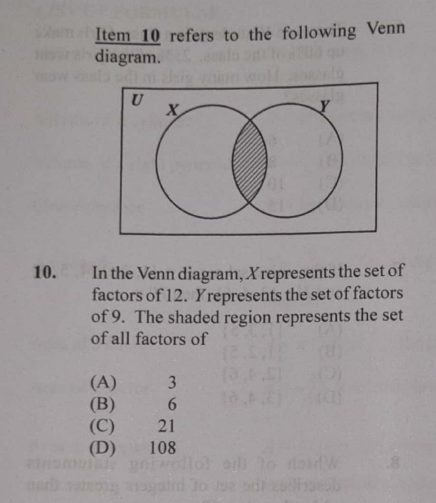 Item 10 refers to the following Venn
diagram.
U
X
Y
10. In the Venn diagram, X represents the set of
factors of 12. Y represents the set of factors
of 9. The shaded region represents the set
of all factors of
(A) 3
(B) 6
(C) 21
(D) 108